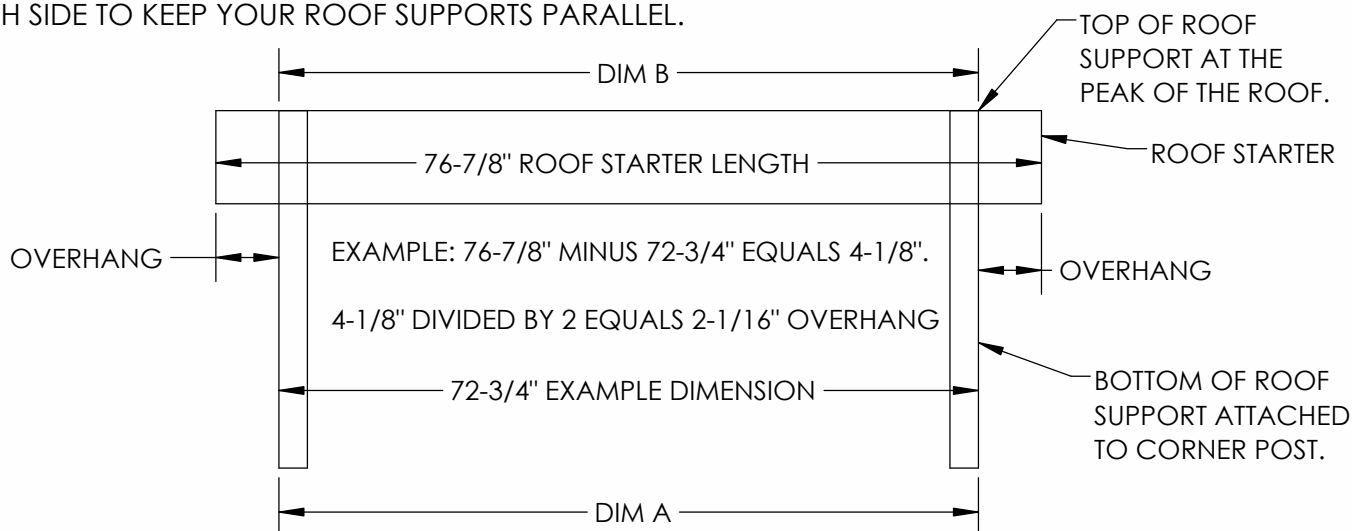 H SIDE TO KEEP YOUR ROOF SUPPORTS PARALLEL.
TOP OF ROOF
SUPPORT AT THE
PEAK OF THE ROOF.
DIM B
76-7/8" ROOF STARTER LENGTH
ROOF STARTER
OVERHANG
EXAMPLE: 76-7/8" MINUS 72-3/4" EQUALS 4-1/8".
OVERHANG
4-1/8" DIVIDED BY 2 EQUALS 2-1/16" OVERHANG
72-3/4" EXAMPLE DIMENSION
BOTTOM OF ROOF
SUPPORT ATTACHED
TO CORNER POST.
DIM A